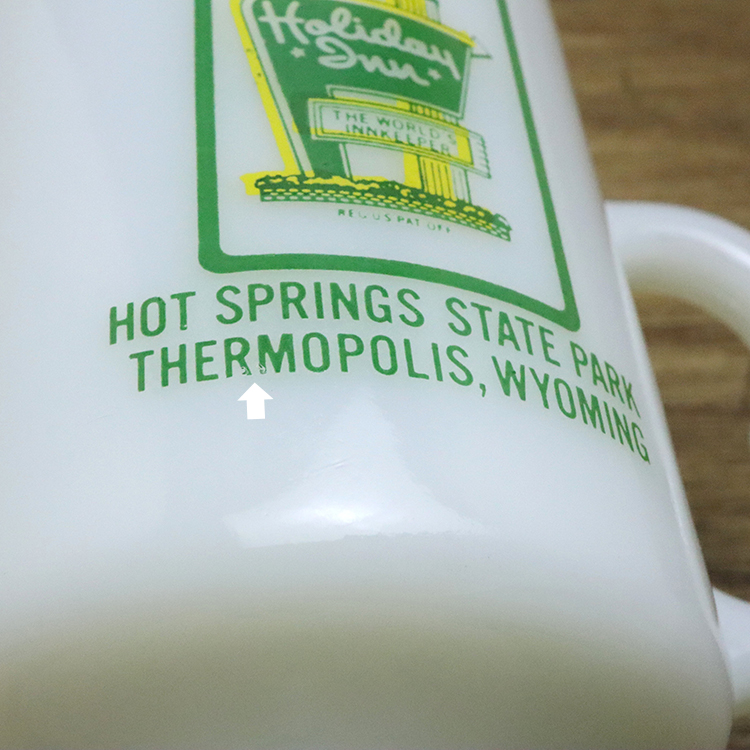 Holiday
Inn
THE WORLD'S
INNKEEPER
REG US PAT OFF
HOT SPRINGS STATE PARK
THERMOPOLIS, WYOMING